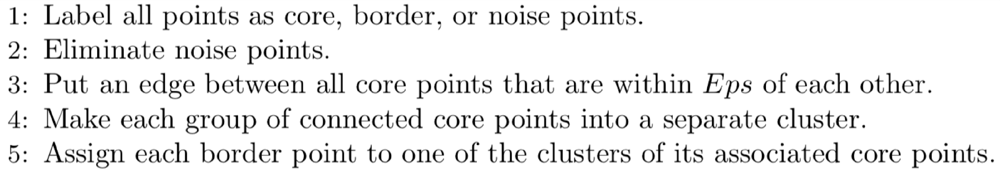 1: Label all points as core, border, or noise points.
2: Eliminate noise points.
3: Put an edge between all core points that are within Eps of each other.
4: Make each group of connected core points into a separate cluster.
5: Assign each border point to one of the clusters of its associated core points.